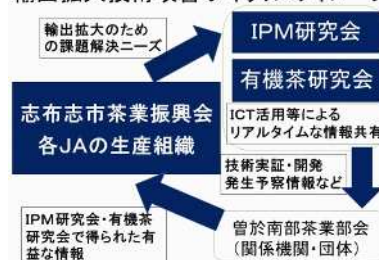 輸出拡大のため
の課題解決ニーズ
IPM研究会
有機茶研究会
志布志市茶業振興会
各JAの生産組織
ICT活用等による
リアルタイムな情報共有
技術実証・開発
発生予察情報など
IPM研究会・有機茶
研究会で得られた有
益な情報
曽於南部茶業部会
(関係機関・団体)